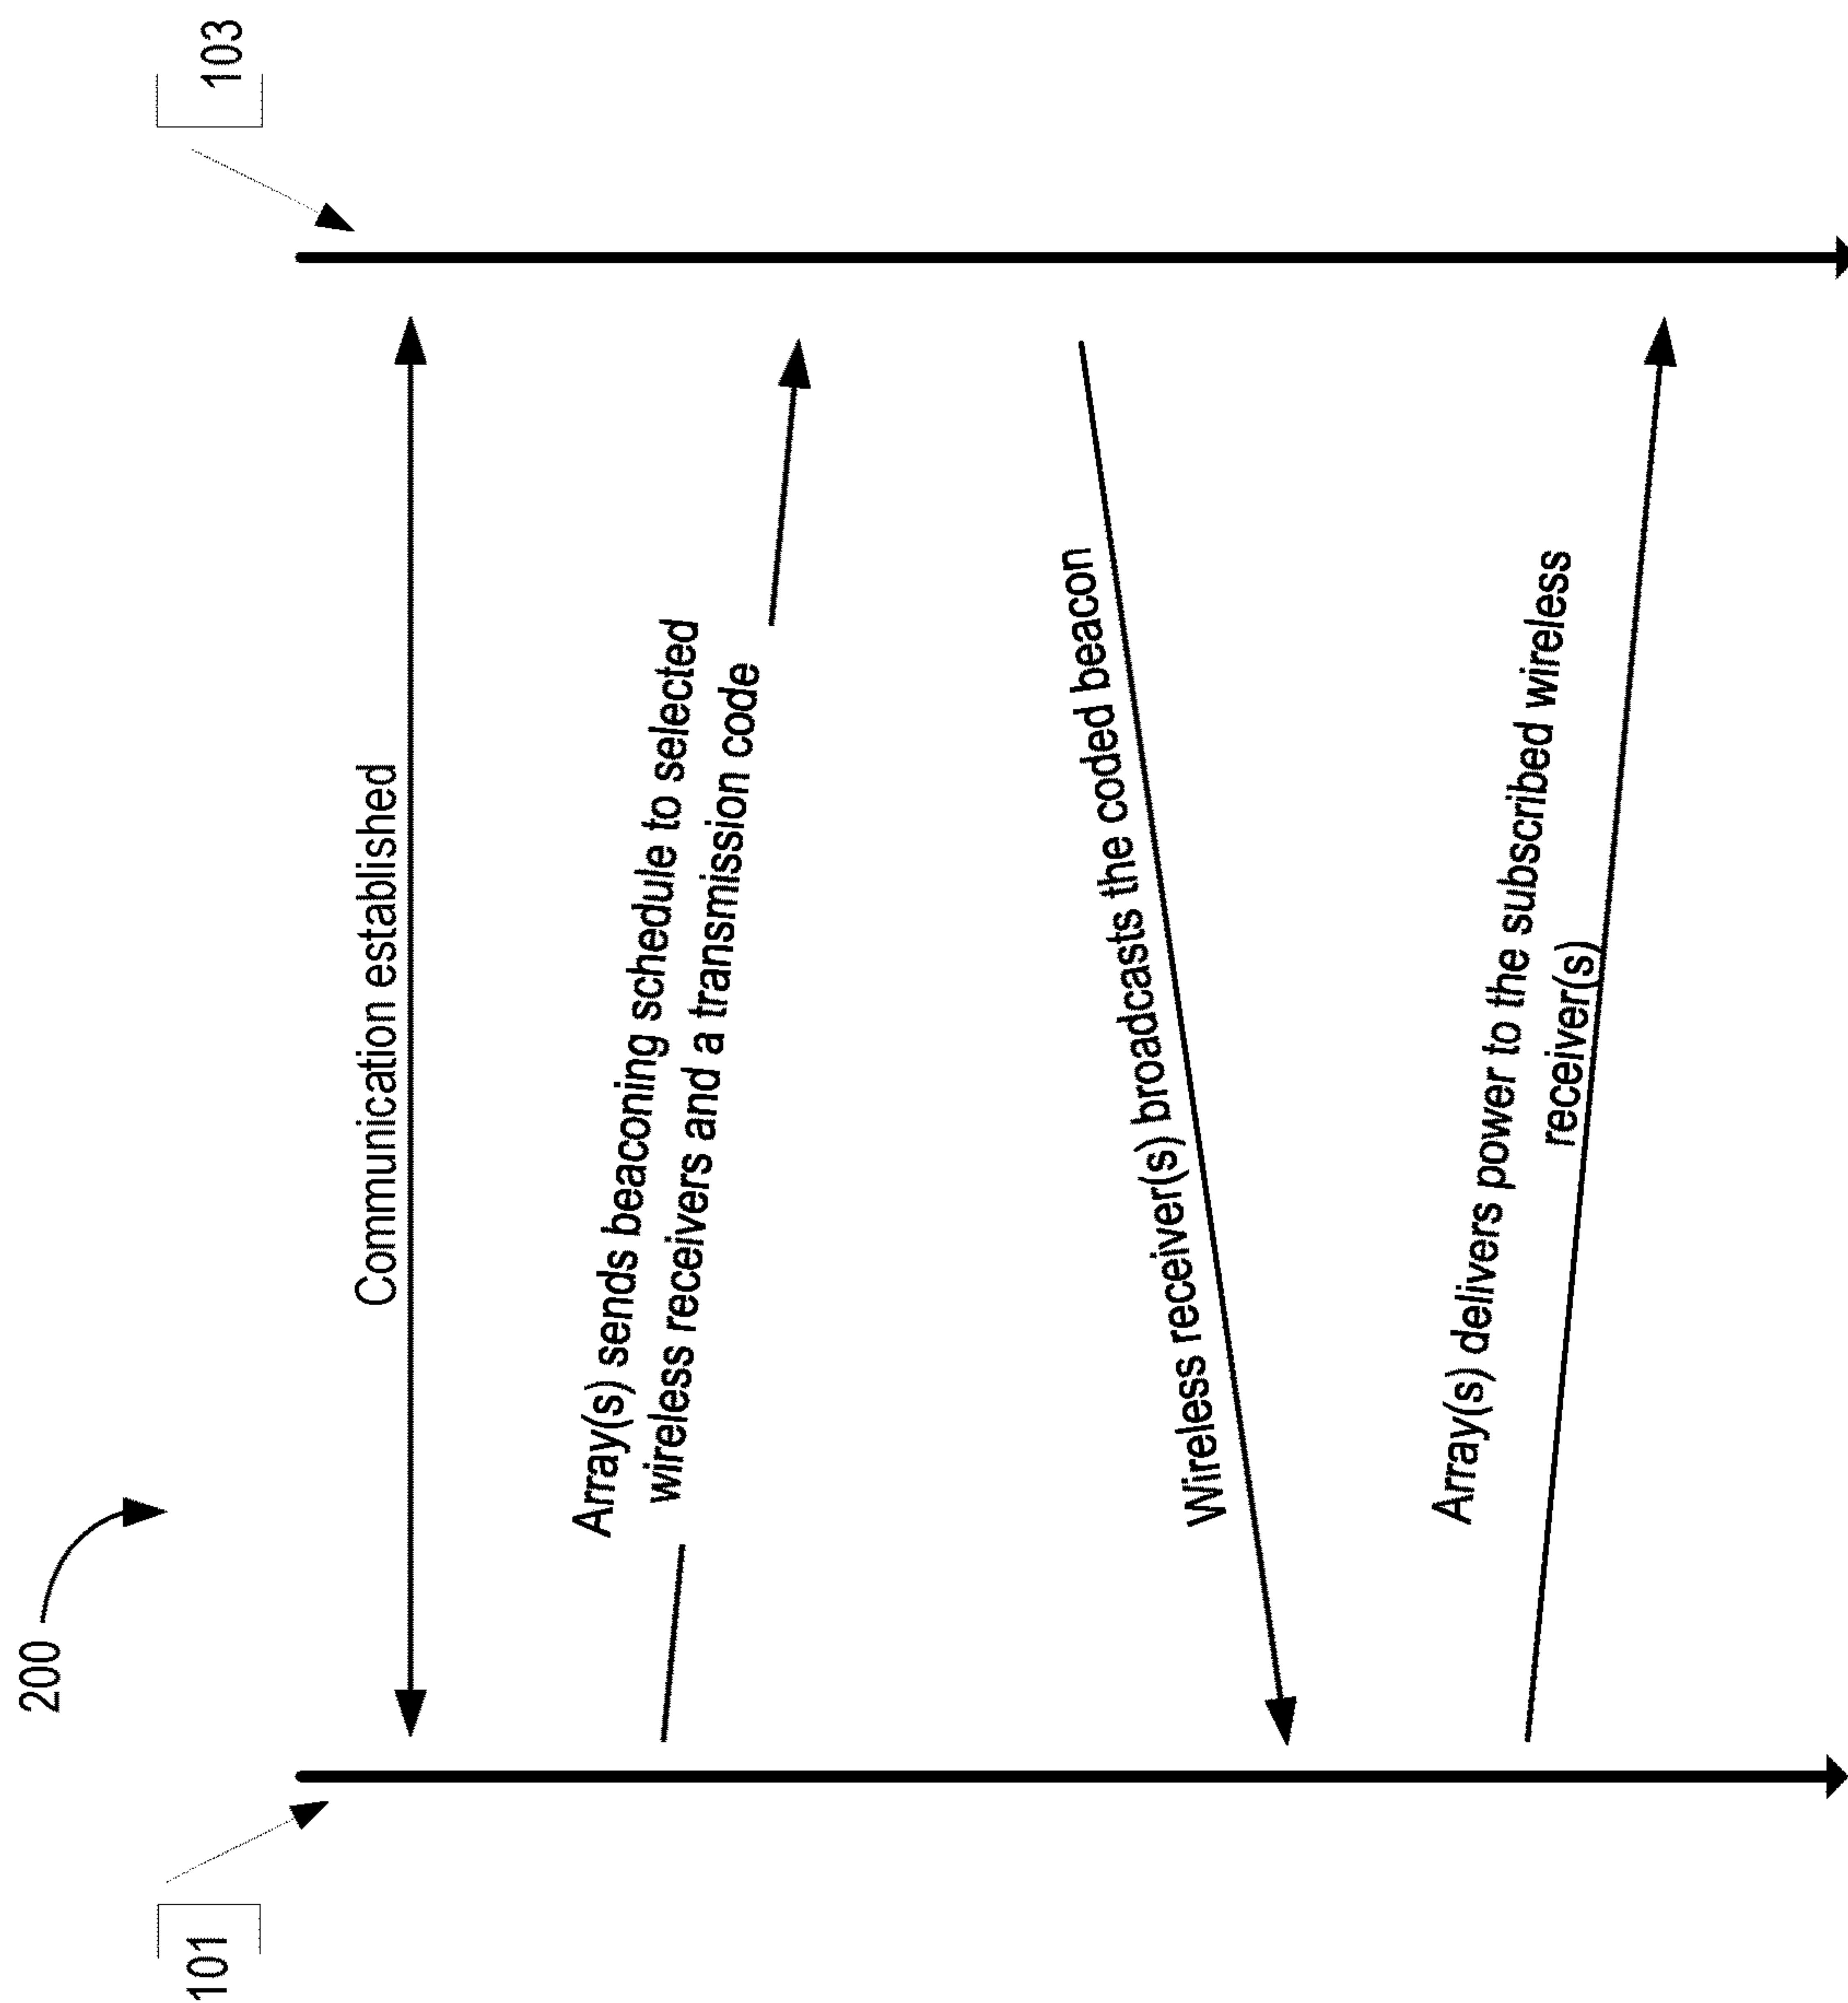 200
101
103
Communication established
Array(s) sends beaconing schedule to selected
wireless receivers and a transmission code
Wireless receiver(s) broadcasts the coded beacon
Array(s) delivers power to the subscribed wireless
receiver(s)